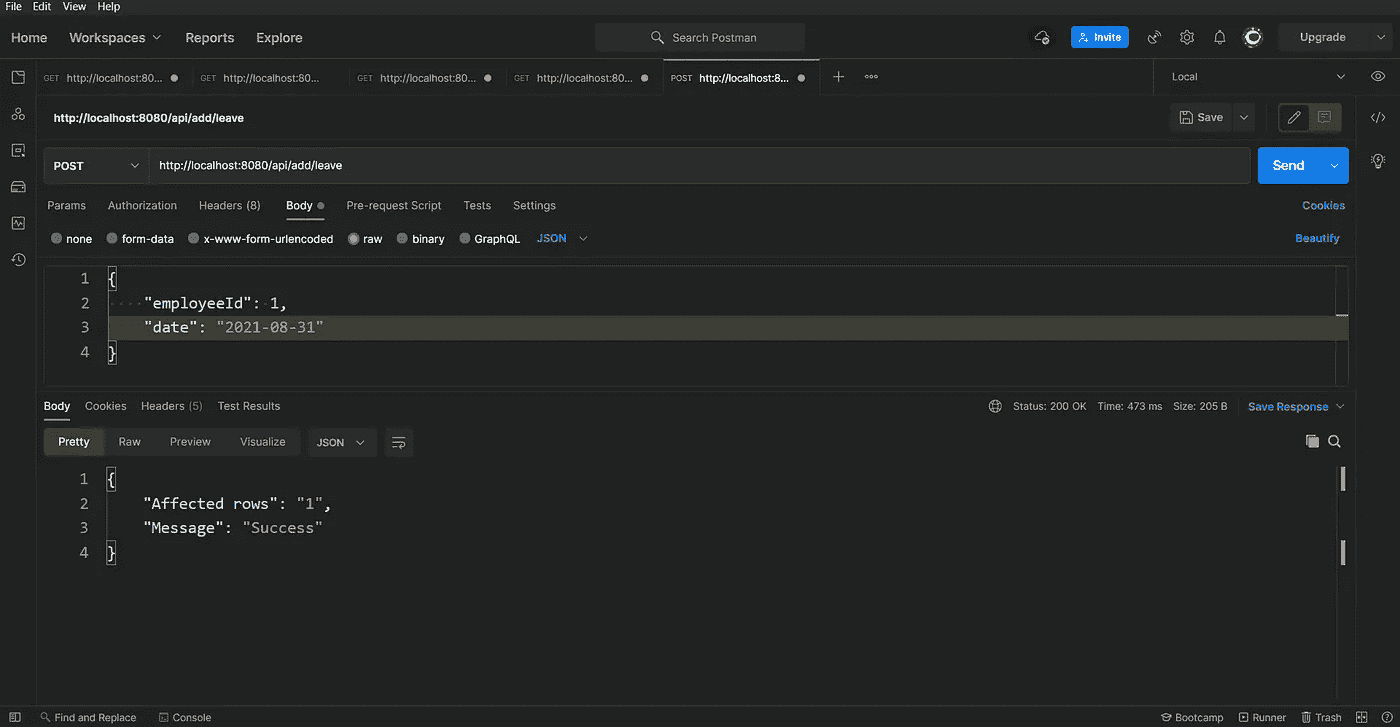 File Edit View Help
Home Workspaces Reports Explore Search Postman Invite Upgrade
GET http://localhost:80... GET http://localhost:80... GET http://localhost:80... GET http://localhost:80... POST http://localhost:8... Local
http://localhost:8080/api/add/leave Save
POST http://localhost:8080/api/add/leave Send
Params Authorization Headers (8) Body Pre-request Script Tests Settings Cookies
none form-data x-www-form-urlencoded raw binary GraphQL JSON Beautify
1 {
2 "employeeId": 1,
3 "date": "2021-08-31"
4 }
Body Cookies Headers (5) Test Results Status: 200 OK Time: 473 ms Size: 205 B Save Response
Pretty Raw Preview Visualize JSON
1 {
2 "Affected rows": "1",
3 "Message": "Success"
4 }
Find and Replace Console Bootcamp Runner Trash